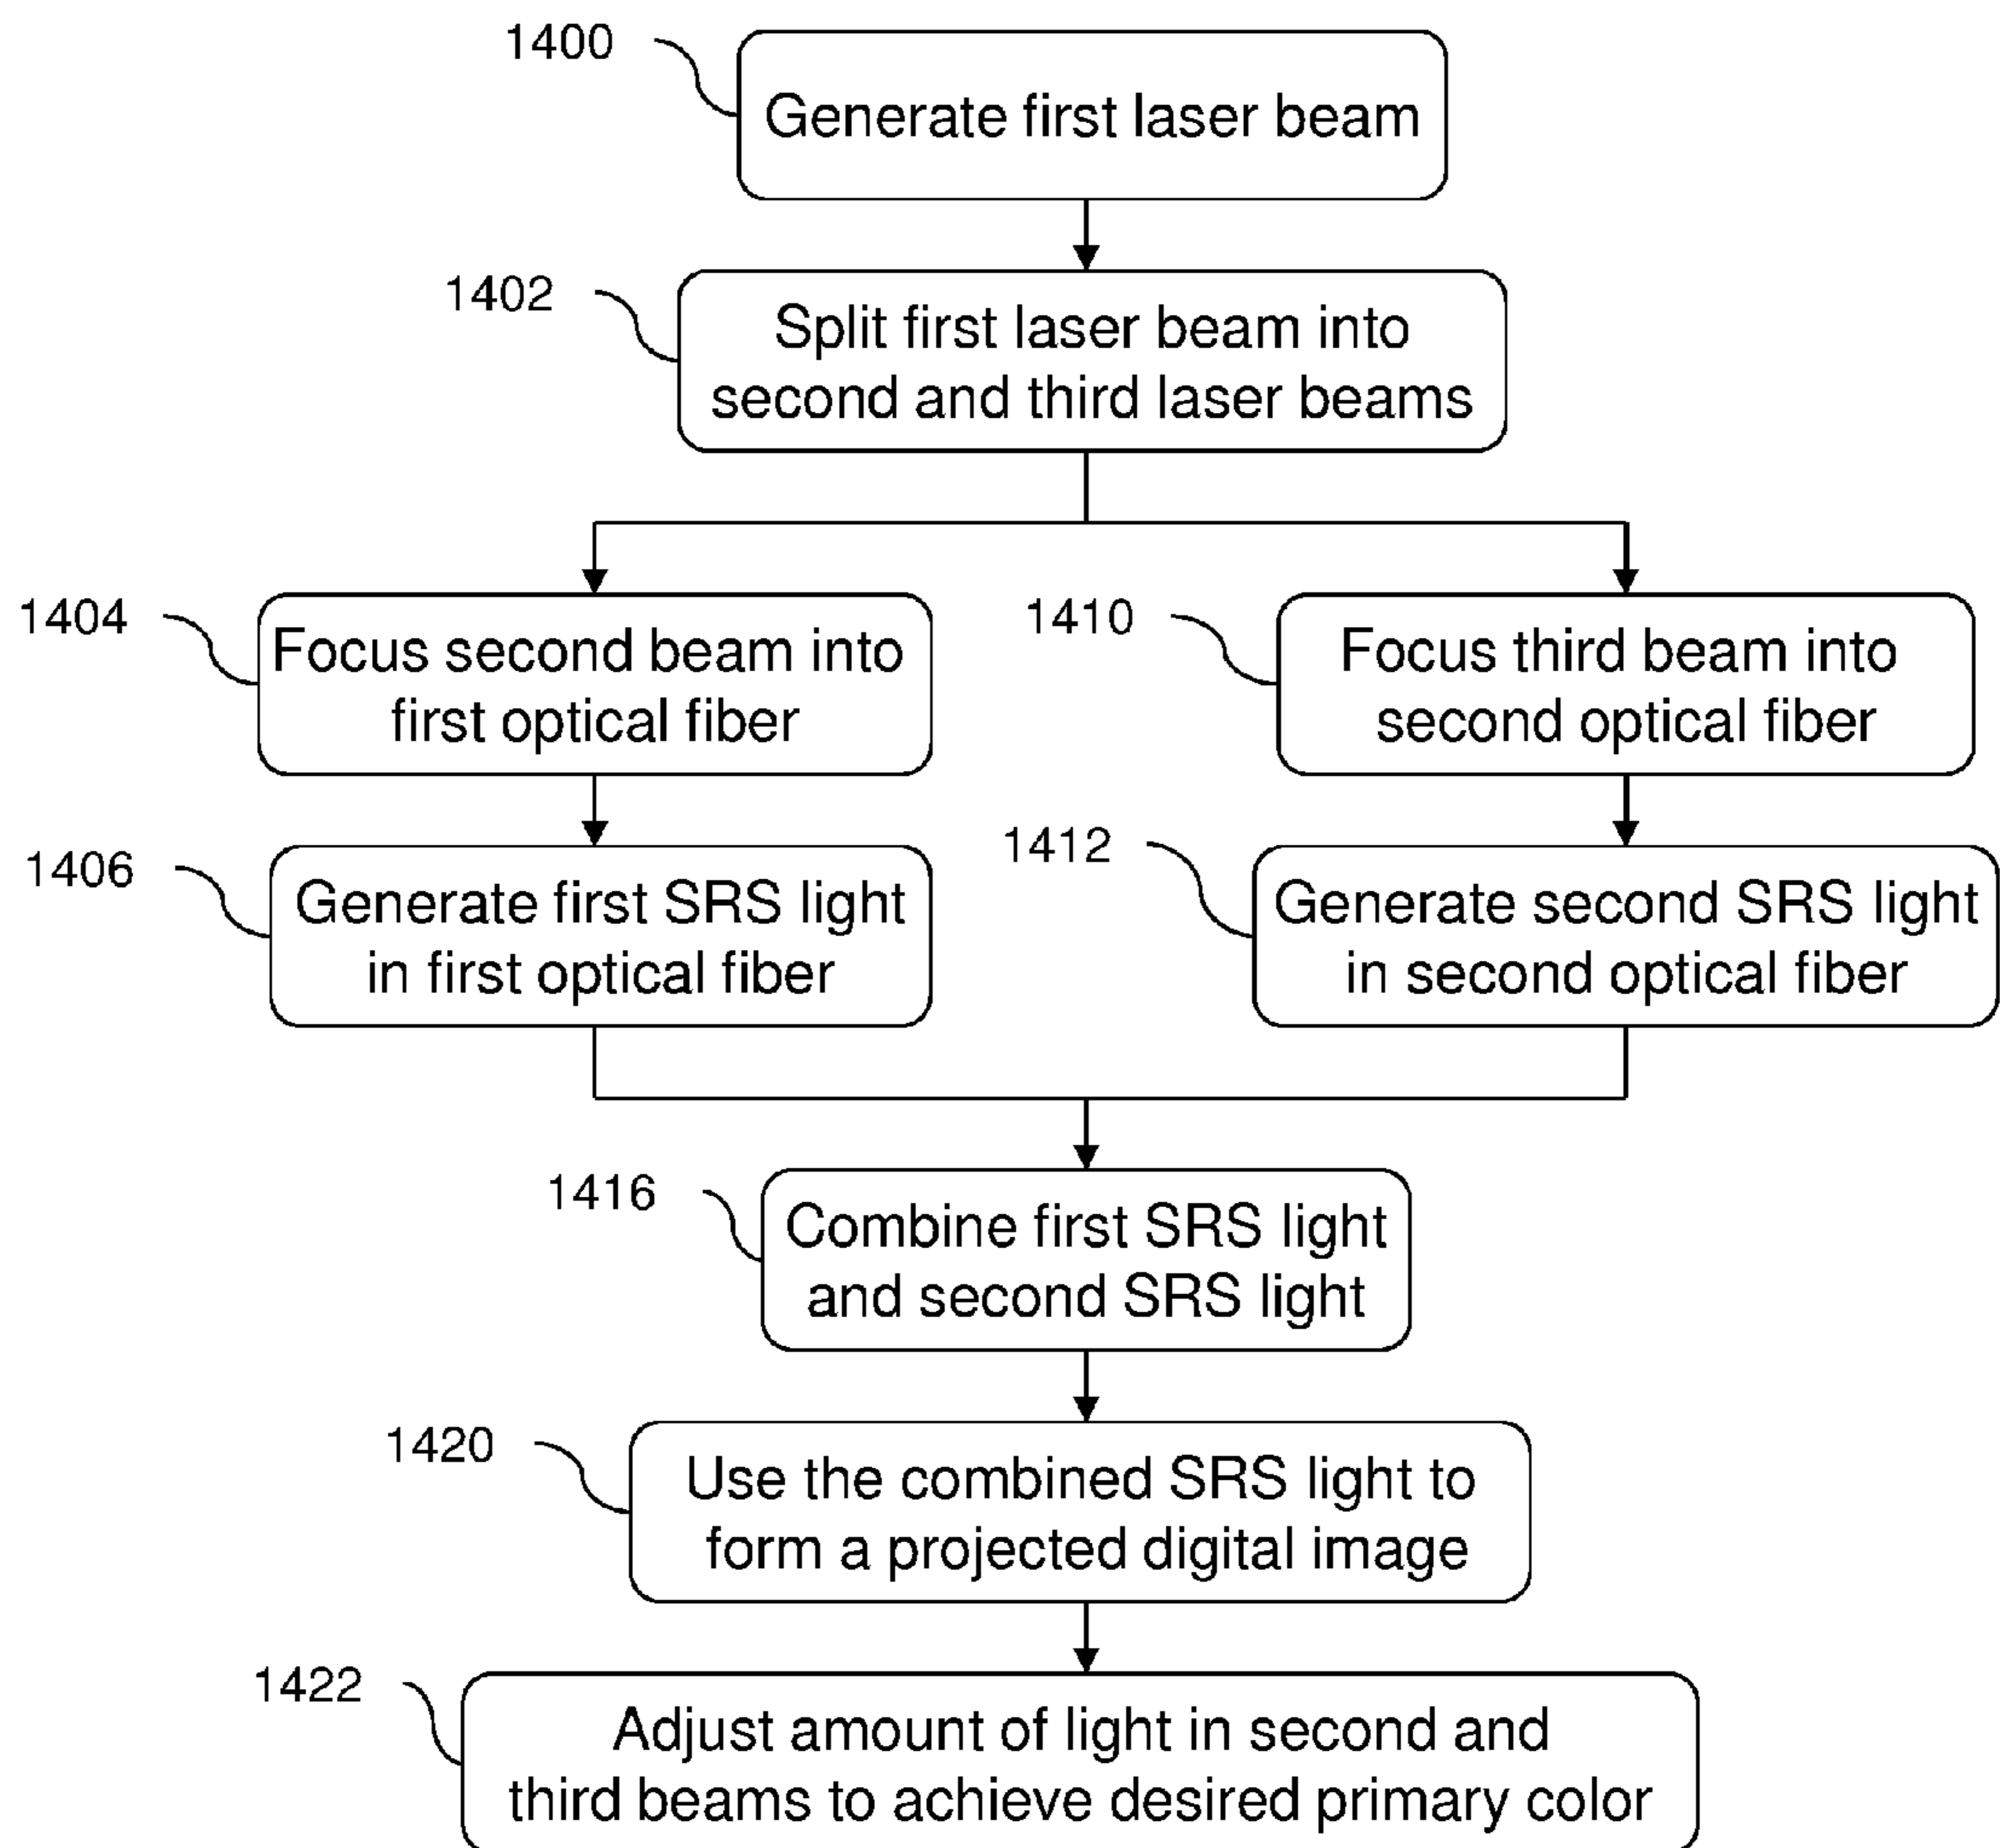 1400
Generate first laser beam
1402
Split first laser beam into
second and third laser beams
1404
Focus second beam into
first optical fiber
1410
Focus third beam into
second optical fiber
1406
Generate first SRS light
in first optical fiber
1412
Generate second SRS light
in second optical fiber
1416
Combine first SRS light
and second SRS light
1420
Use the combined SRS light to
form a projected digital image
1422
Adjust amount of light in second and
third beams to achieve desired primary color